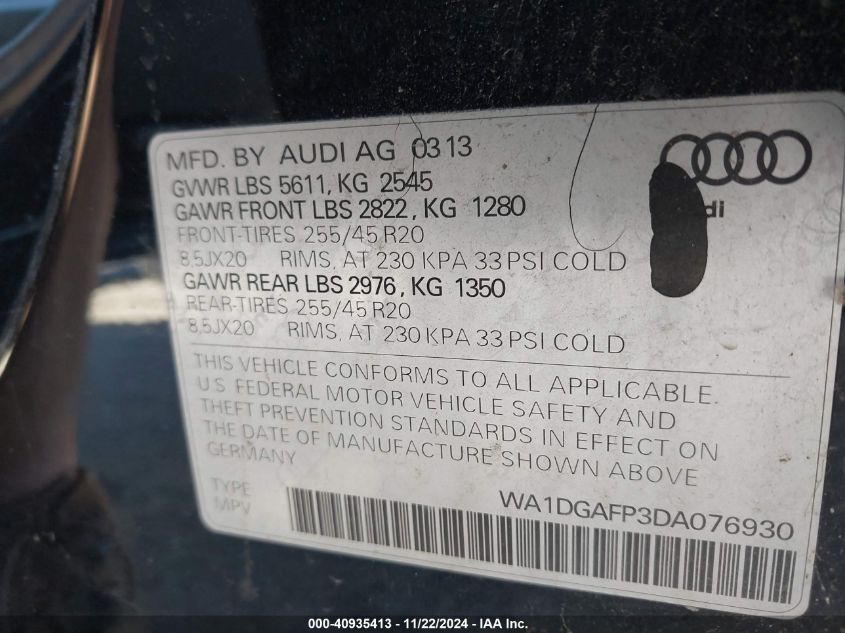 MFD. BY AUDI AG 03 13
GVWR LBS 5611, KG 2545
GAWR FRONT LBS 2822, KG 1280
FRONT-TIRES 255/45 R20
8,5JX20 RIMS, AT 230 KPA 33 PSI COLD
GAWR REAR LBS 2976, KG 1350
REAR-TIRES 255/45 R20
8,5JX20 RIMS, AT 230 KPA 33 PSI COLD
di
THIS VEHICLE CONFORMS TO ALL APPLICABLE.
U.S. FEDERAL MOTOR VEHICLE SAFETY AND
THEFT PREVENTION STANDARDS IN EFFECT ON
THE DATE OF MANUFACTURE SHOWN ABOVE
GERMANY
TYPE WA1DGAFP3DA076930
MPV
000-40935413 - 11/22/2024 - IAA Inc.